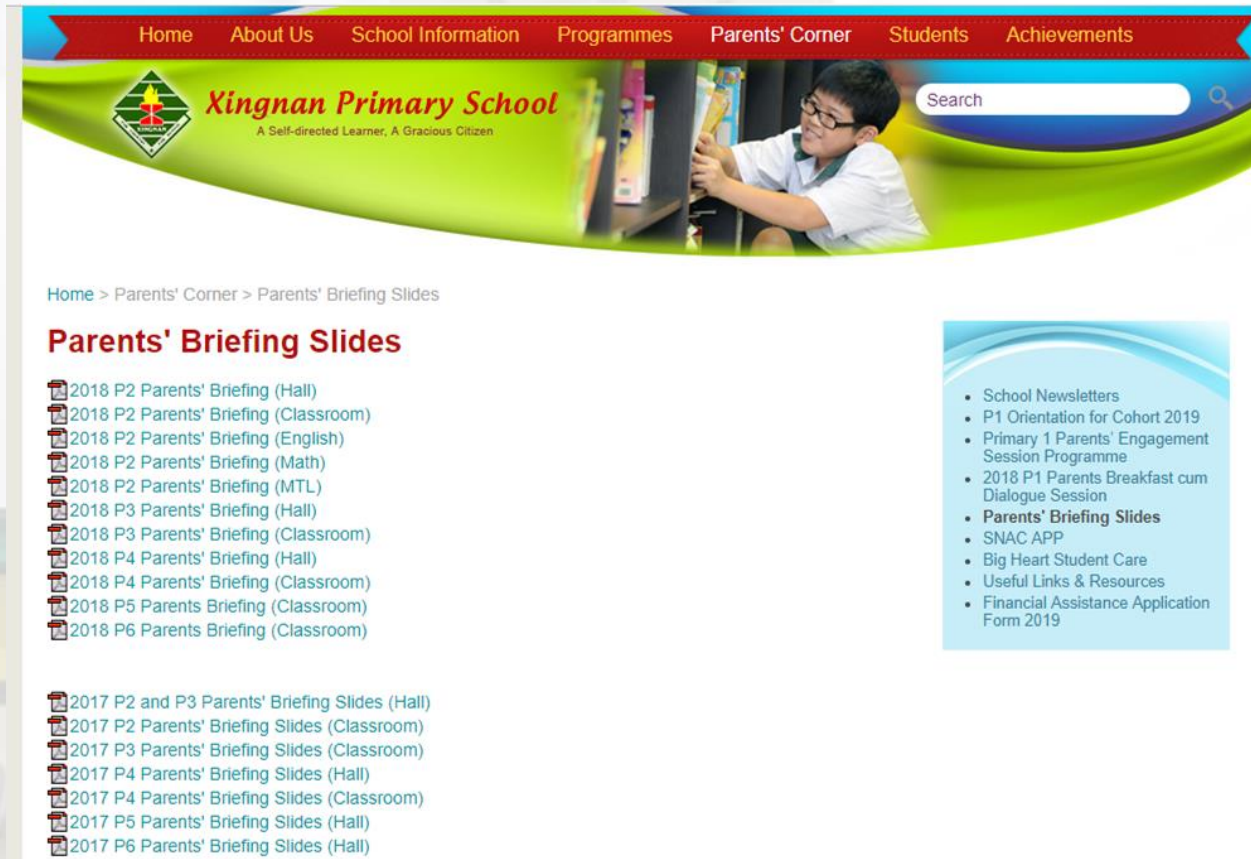 Home About Us School Information Programmes Parents' Corner Students Achievements
XINGNAN
Xingnan Primary School
A Self-directed Learner, A Gracious Citizen
Search
Home > Parents' Corner > Parents' Briefing Slides
Parents' Briefing Slides
2018 P2 Parents' Briefing (Hall)
2018 P2 Parents' Briefing (Classroom)
2018 P2 Parents' Briefing (English)
2018 P2 Parents' Briefing (Math)
2018 P2 Parents' Briefing (MTL)
2018 P3 Parents' Briefing (Hall)
2018 P3 Parents' Briefing (Classroom)
2018 P4 Parents' Briefing (Hall)
2018 P4 Parents' Briefing (Classroom)
2018 P5 Parents Briefing (Classroom)
2018 P6 Parents Briefing (Classroom)
2017 P2 and P3 Parents' Briefing Slides (Hall)
2017 P2 Parents' Briefing Slides (Classroom)
2017 P3 Parents' Briefing Slides (Classroom)
2017 P4 Parents' Briefing Slides (Hall)
2017 P4 Parents' Briefing Slides (Classroom)
2017 P5 Parents' Briefing Slides (Hall)
2017 P6 Parents' Briefing Slides (Hall)
School Newsletters
P1 Orientation for Cohort 2019
Primary 1 Parents' Engagement
Session Programme
2018 P1 Parents Breakfast cum
Dialogue Session
Parents' Briefing Slides
SNAC APP
Big Heart Student Care
Useful Links & Resources
Financial Assistance Application
Form 2019